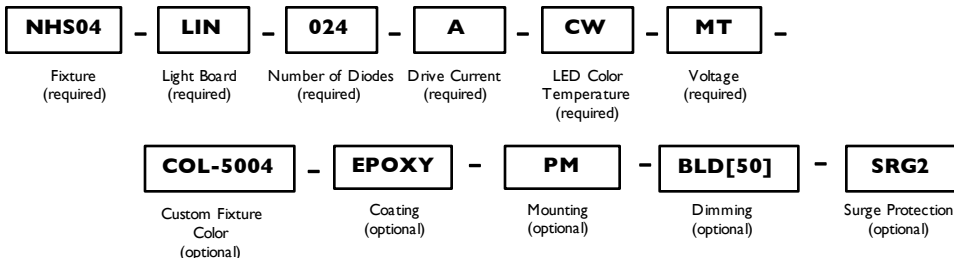 NHS04 – LIN – 024 – A – CW – MT –
Fixture Light Board Number of Diodes Drive Current LED Color Voltage
(required) (required) (required) (required) Temperature (required)
(required)
COL-5004 – EPOXY – PM – BLD[50] – SRG2
Custom Fixture Coating Mounting Dimming Surge Protection
Color (optional) (optional) (optional) (optional)
(optional)